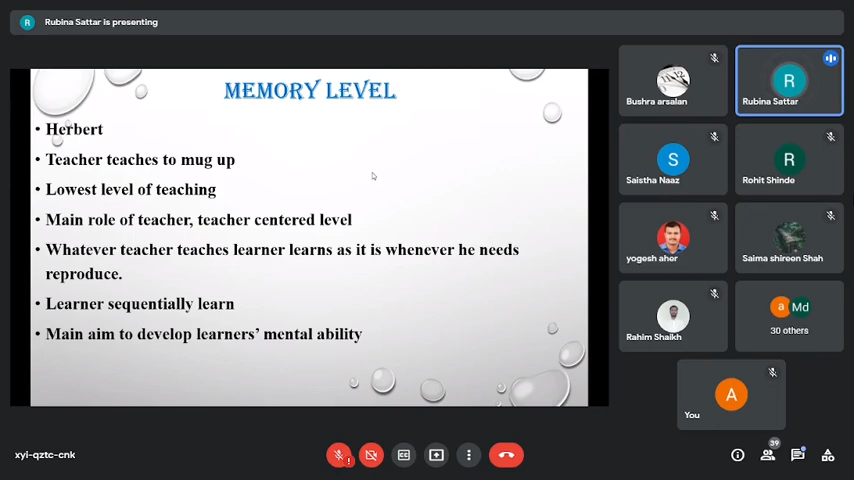 R Rubina Sattar is presenting
MEMORY LEVEL
• Herbert
• Teacher teaches to mug up
• Lowest level of teaching
• Main role of teacher, teacher centered level
• Whatever teacher teaches learner learns as it is whenever he needs
reproduce.
• Learner sequentially learn
• Main aim to develop learners' mental ability
Bushra arsalan
R
Rubina Sattar
S
Saistha Naaz
R
Rohit Shinde
yogesh aher
Saima shireen Shah
Rahim Shaikh
a Md
30 others
A
You
xyi-qztc-cnk
39